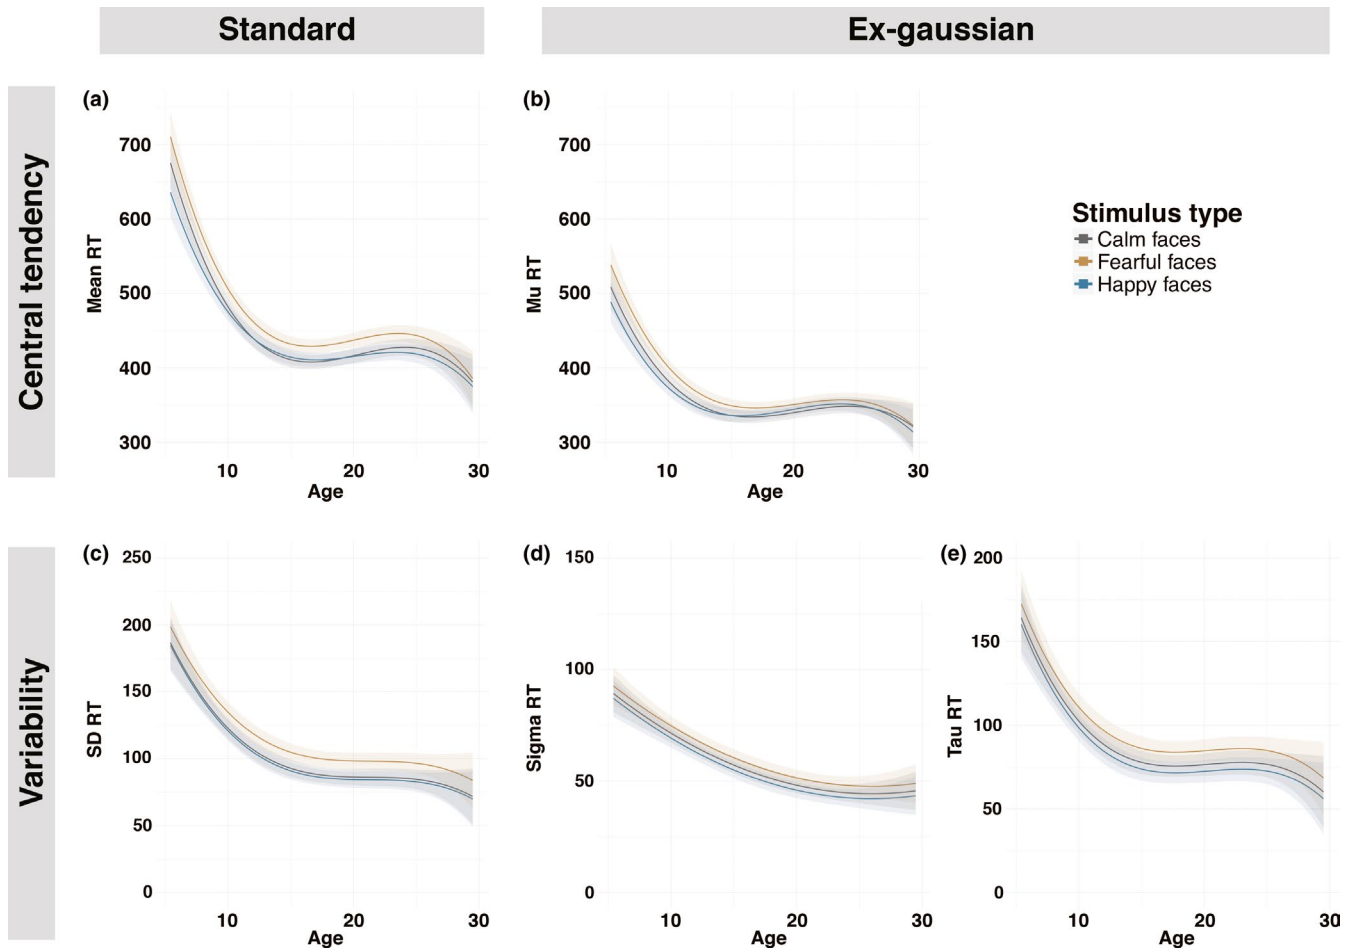 Standard
Ex-gaussian
Central tendency
(a)
Mean RT
700
600
500
400
300
10 20 30
Age
(b)
Mu RT
700
600
500
400
300
10 20 30
Age
Stimulus type
Calm faces
Fearful faces
Happy faces
Variability
(c)
SD RT
250
200
150
100
50
0
10 20 30
Age
(d)
Sigma RT
150
100
50
0
10 20 30
Age
(e)
Tau RT
200
150
100
50
0
10 20 30
Age